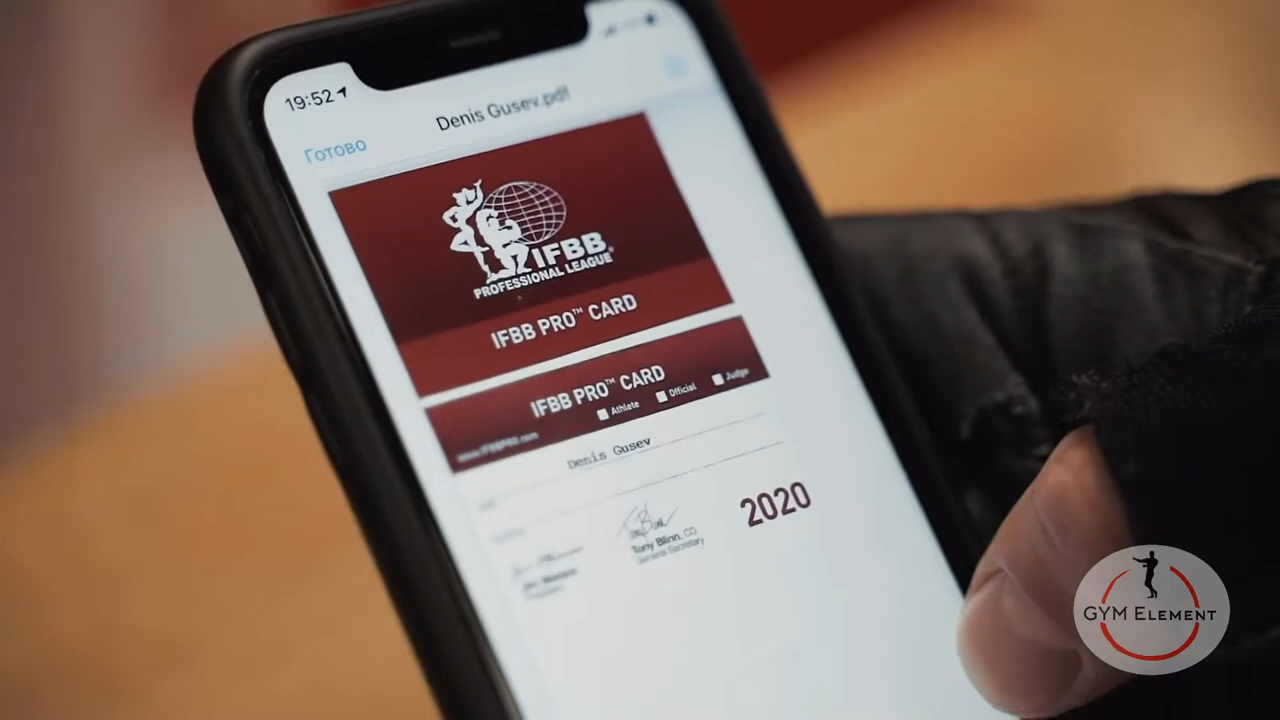 19:52
Denis Gusev.pdf
Готово
IFBB
PROFESSIONAL LEAGUE
IFBB PRO™ CARD
IFBB PRO™ CARD
Athlete Official Judge
www.IFBBPRO.com
Denis Gusev
2020
Tony Blinn, CO
General Secretary
GYM ELEMENT